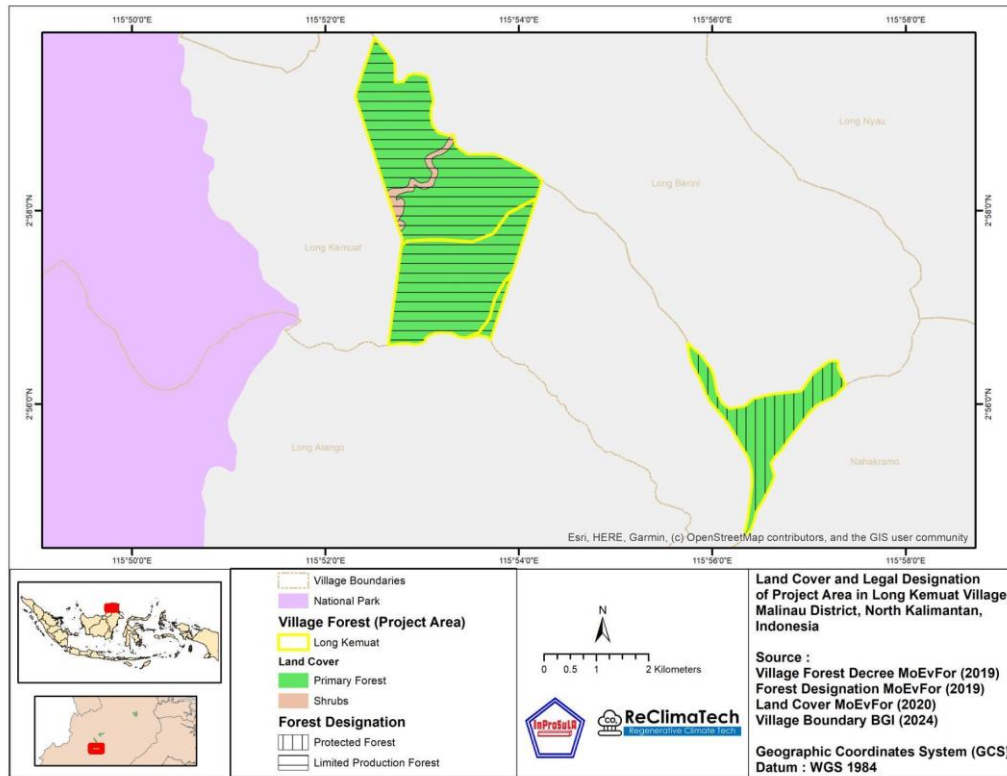 115°50'0"E 115°52'0"E 115°54'0"E 115°56'0"E 115°58'0"E
Long Nyau
Long Berini
2°58'0"N 2°58'0"N
Long Kemuat
2°56'0"N 2°56'0"N
Long Alango
Nahakramo
Esri, HERE, Garmin, (c) OpenStreetMap contributors, and the GIS user community
115°50'0"E 115°52'0"E 115°54'0"E 115°56'0"E 115°58'0"E
Village Boundaries
National Park
Village Forest (Project Area)
Long Kemuat
Land Cover
Primary Forest
Shrubs
Forest Designation
Protected Forest
Limited Production Forest
N
0 0.5 1 2 Kilometers
InProSuLA
CO2 ReClimaTech
Regenerative Climate Tech
Land Cover and Legal Designation
of Project Area in Long Kemuat Village
Malinau District, North Kalimantan,
Indonesia
Source :
Village Forest Decree MoEvFor (2019)
Forest Designation MoEvFor (2019)
Land Cover MoEvFor (2020)
Village Boundary BGI (2024)
Geographic Coordinates System (GCS)
Datum : WGS 1984